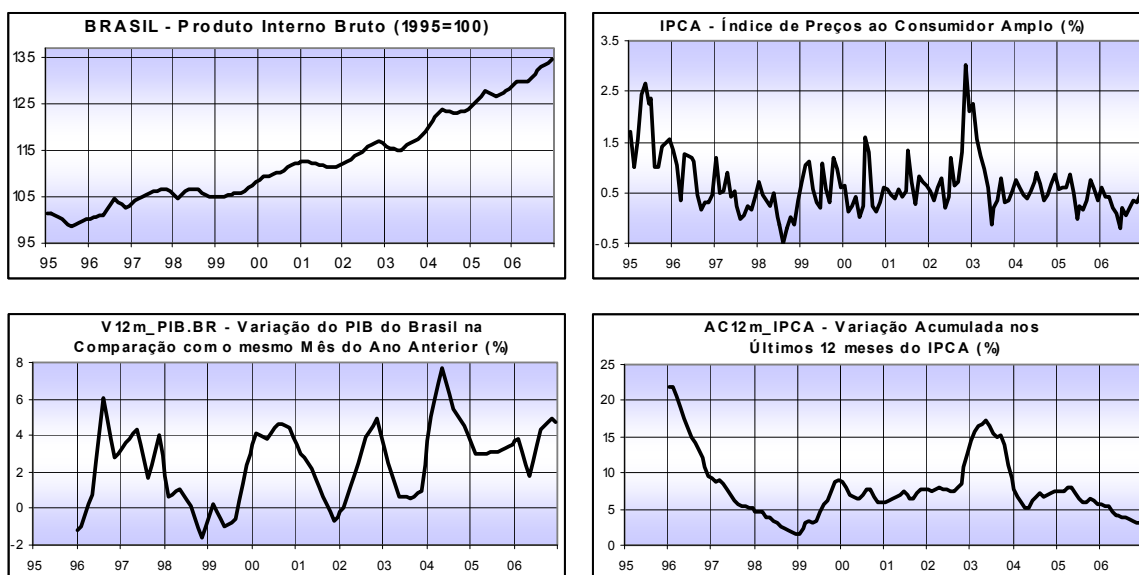 BRASIL - Produto Interno Bruto (1995=100)
135
125
115
105
95
95 96 97 98 99 00 01 02 03 04 05 06
IPCA - Índice de Preços ao Consumidor Amplo (%)
3.5
2.5
1.5
0.5
-0.5
95 96 97 98 99 00 01 02 03 04 05 06
V12m_PIB.BR - Variação do PIB do Brasil na
Comparação com o mesmo Mês do Ano Anterior (%)
8
6
4
2
0
-2
95 96 97 98 99 00 01 02 03 04 05 06
AC12m_IPCA - Variação Acumulada nos
Últimos 12 meses do IPCA (%)
25
20
15
10
5
0
95 96 97 98 99 00 01 02 03 04 05 06